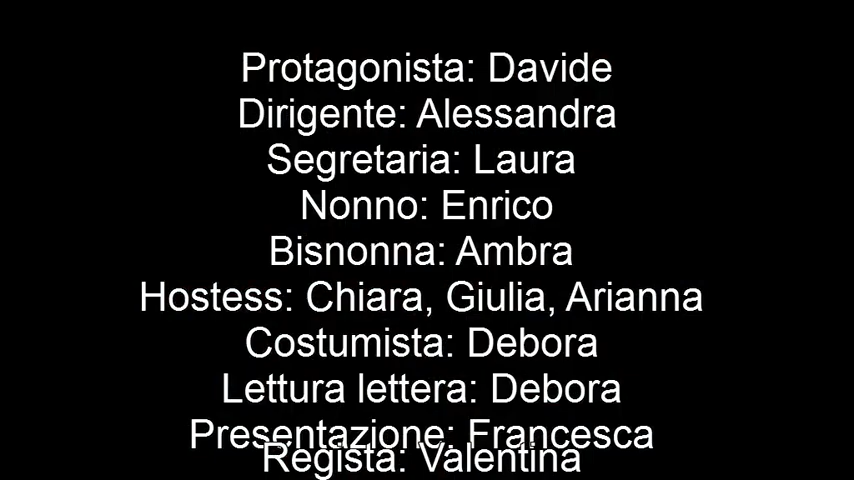 Protagonista: Davide
Dirigente: Alessandra
Segretaria: Laura
Nonno: Enrico
Bisnonna: Ambra
Hostess: Chiara, Giulia, Arianna
Costumista: Debora
Lettura lettera: Debora
Presentazione: Francesca
Regista: Valentina